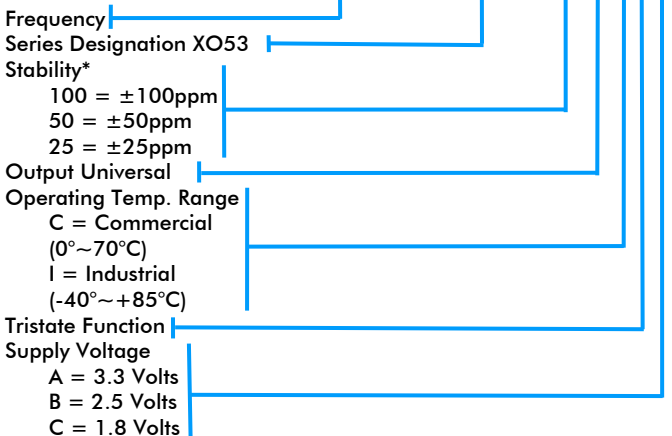 Frequency
Series Designation XO53
Stability*
100 = ±100ppm
50 = ±50ppm
25 = ±25ppm
Output Universal
Operating Temp. Range
C = Commercial
(0°~70°C)
I = Industrial
(-40°~+85°C)
Tristate Function
Supply Voltage
A = 3.3 Volts
B = 2.5 Volts
C = 1.8 Volts